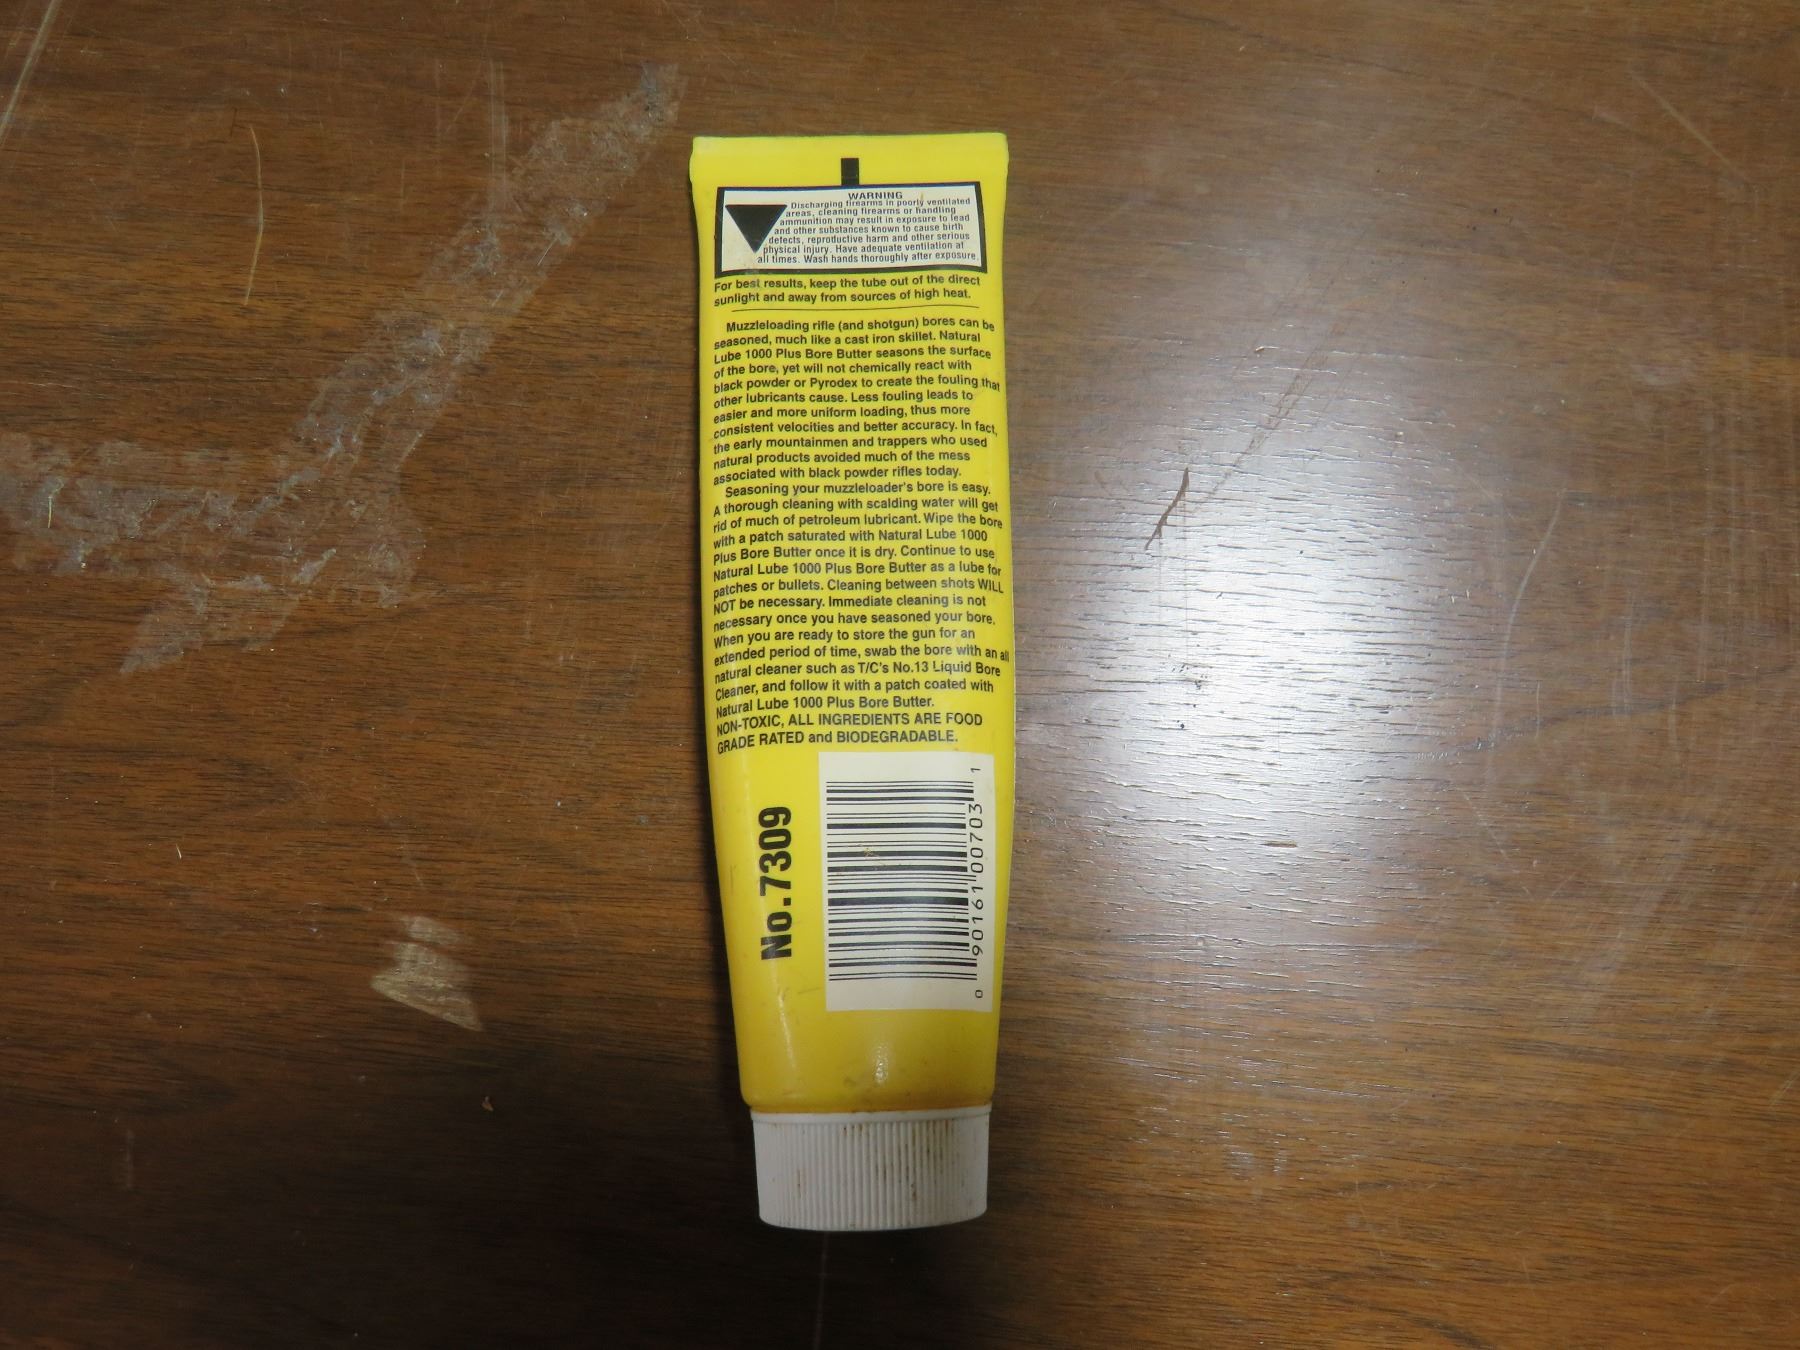 WARNING
Discharging firearms in poorly ventilated
areas, cleaning firearms or handling
ammunition may result in exposure to lead
and other substances known to cause birth
defects, reproductive harm and other serious
physical injury. Have adequate ventilation at
all times. Wash hands thoroughly after exposure.
For best results, keep the tube out of the direct
sunlight and away from sources of high heat.
Muzzleloading rifle (and shotgun) bores can be
seasoned, much like a cast iron skillet. Natural
Lube 1000 Plus Bore Butter seasons the surface
of the bore, yet will not chemically react with
black powder or Pyrodex to create the fouling that
other lubricants cause. Less fouling leads to
easier and more uniform loading, thus more
consistent velocities and better accuracy. In fact,
the early mountainmen and trappers who used
natural products avoided much of the mess
associated with black powder rifles today.
Seasoning your muzzleloader's bore is easy.
A thorough cleaning with scalding water will get
rid of much of petroleum lubricant. Wipe the bore
with a patch saturated with Natural Lube 1000
Plus Bore Butter once it is dry. Continue to use
Natural Lube 1000 Plus Bore Butter as a lube for
patches or bullets. Cleaning between shots WILL
NOT be necessary. Immediate cleaning is not
necessary once you have seasoned your bore.
When you are ready to store the gun for an
extended period of time, swab the bore with an all
natural cleaner such as T/C's No.13 Liquid Bore
Cleaner, and follow it with a patch coated with
Natural Lube 1000 Plus Bore Butter.
NON-TOXIC, ALL INGREDIENTS ARE FOOD
GRADE RATED and BIODEGRADABLE.
No. 7309
0 90161 00703 1